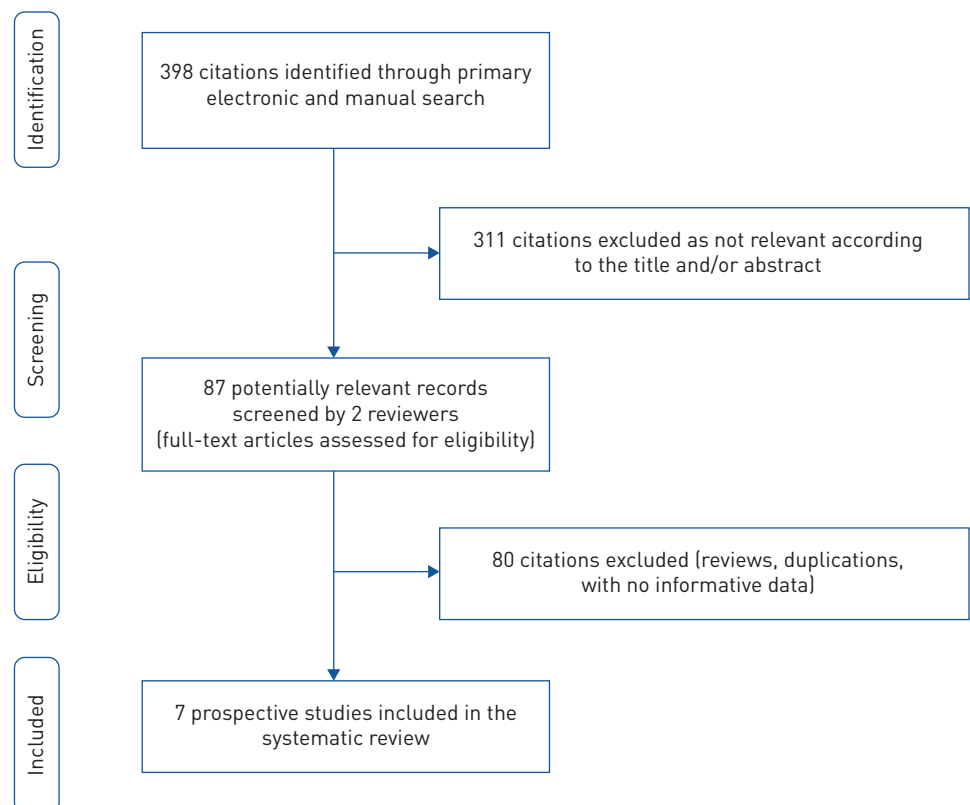 Identification
398 citations identified through primary
electronic and manual search
311 citations excluded as not relevant according
to the title and/or abstract
Screening
87 potentially relevant records
screened by 2 reviewers
(full-text articles assessed for eligibility)
Eligibility
80 citations excluded (reviews, duplications,
with no informative data)
Included
7 prospective studies included in the
systematic review